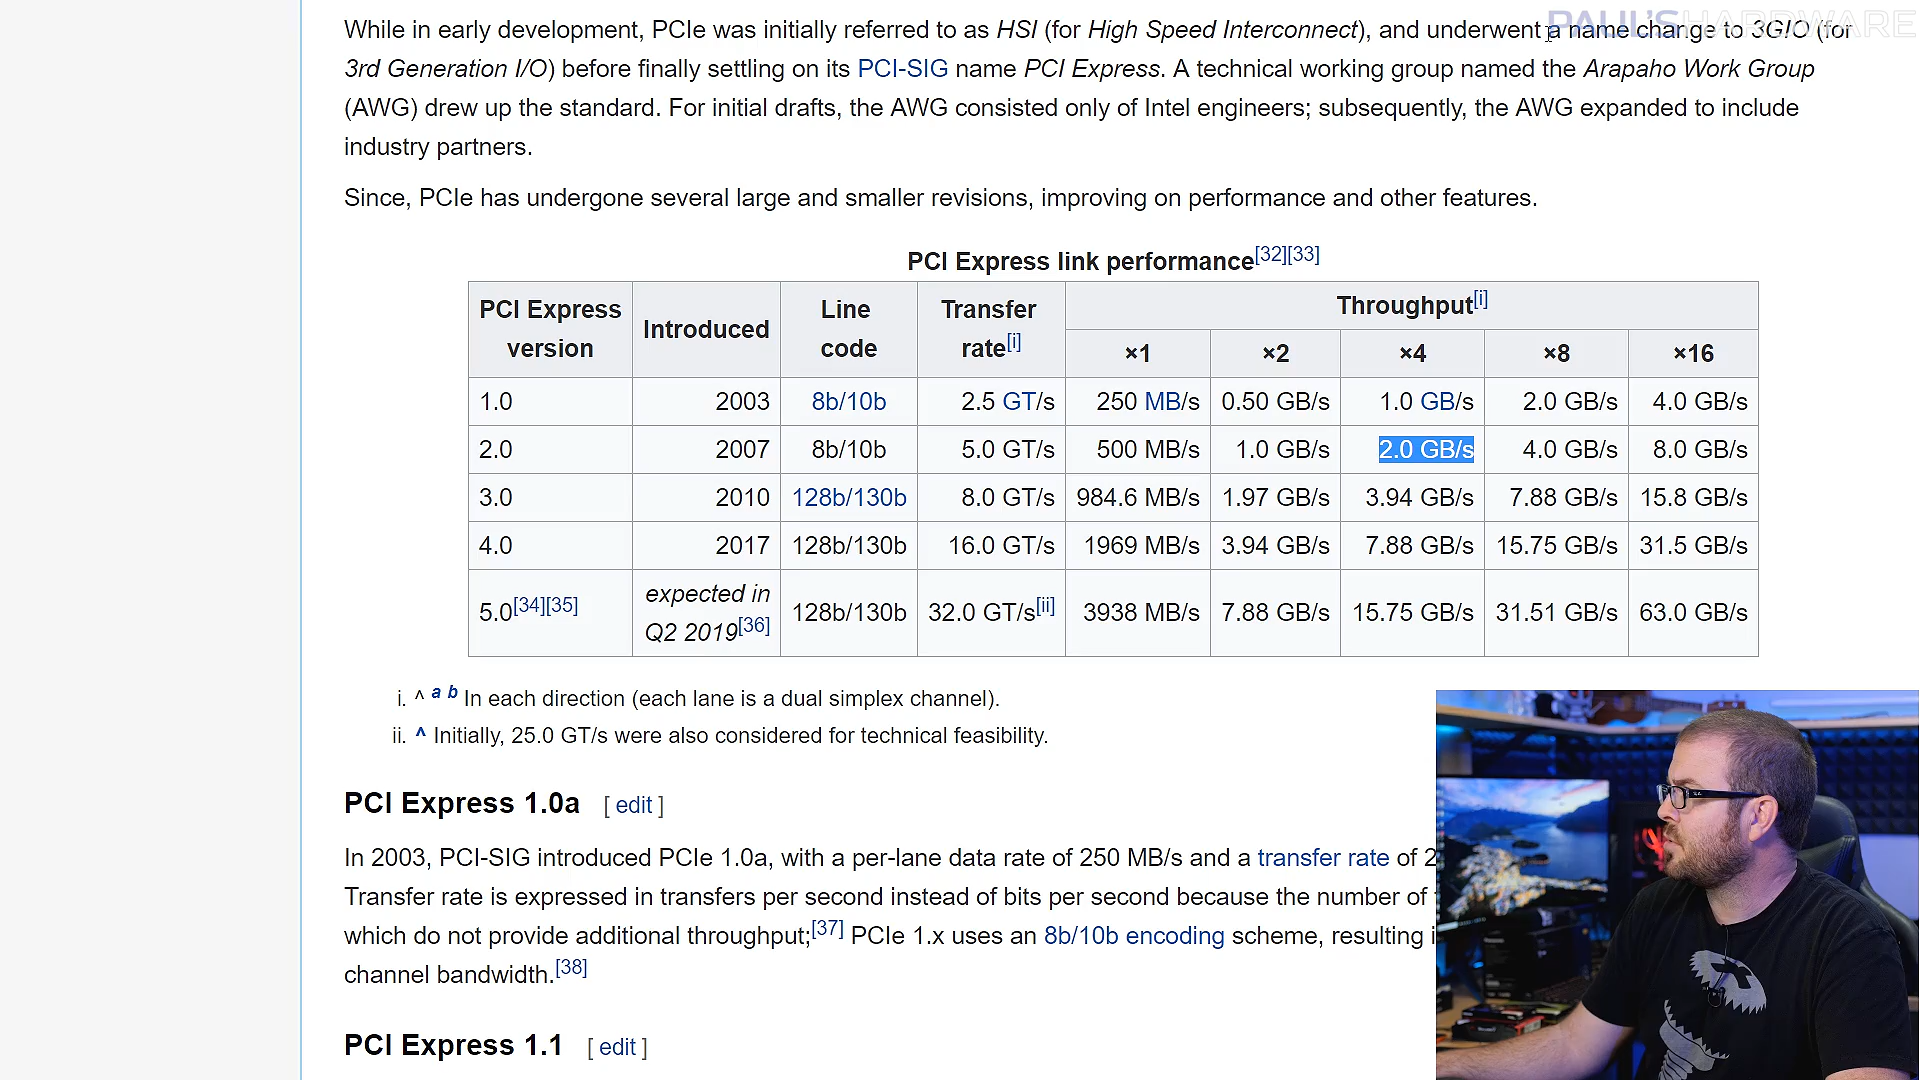 PAUL'SHARDWARE
While in early development, PCIe was initially referred to as HSI (for High Speed Interconnect), and underwent a name change to 3GIO (for
3rd Generation I/O) before finally settling on its PCI-SIG name PCI Express. A technical working group named the Arapaho Work Group
(AWG) drew up the standard. For initial drafts, the AWG consisted only of Intel engineers; subsequently, the AWG expanded to include
industry partners.
Since, PCIe has undergone several large and smaller revisions, improving on performance and other features.
PCI Express link performance[32][33]
PCI Express version Introduced Line code Transfer rate[i] Throughput[i]
×1 ×2 ×4 ×8 ×16
1.0 2003 8b/10b 2.5 GT/s 250 MB/s 0.50 GB/s 1.0 GB/s 2.0 GB/s 4.0 GB/s
2.0 2007 8b/10b 5.0 GT/s 500 MB/s 1.0 GB/s 2.0 GB/s 4.0 GB/s 8.0 GB/s
3.0 2010 128b/130b 8.0 GT/s 984.6 MB/s 1.97 GB/s 3.94 GB/s 7.88 GB/s 15.8 GB/s
4.0 2017 128b/130b 16.0 GT/s 1969 MB/s 3.94 GB/s 7.88 GB/s 15.75 GB/s 31.5 GB/s
5.0[34][35] expected in Q2 2019[36] 128b/130b 32.0 GT/s[ii] 3938 MB/s 7.88 GB/s 15.75 GB/s 31.51 GB/s 63.0 GB/s
i. ^ a b In each direction (each lane is a dual simplex channel).
ii. ^ Initially, 25.0 GT/s were also considered for technical feasibility.
PCI Express 1.0a [ edit ]
In 2003, PCI-SIG introduced PCIe 1.0a, with a per-lane data rate of 250 MB/s and a transfer rate of 2
Transfer rate is expressed in transfers per second instead of bits per second because the number of
which do not provide additional throughput;[37] PCIe 1.x uses an 8b/10b encoding scheme, resulting i
channel bandwidth.[38]
PCI Express 1.1 [ edit ]